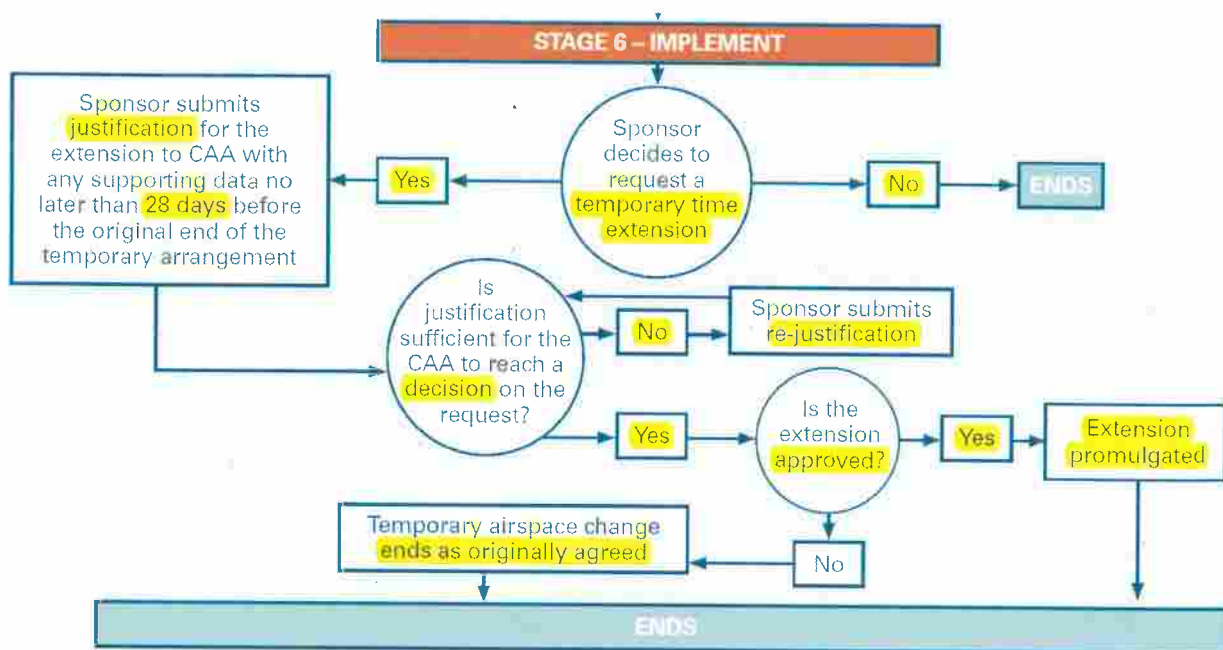 STAGE 6 – IMPLEMENT
Sponsor
decides to
request a
temporary time
extension
Yes
No
ENDS
Sponsor submits
justification for the
extension to CAA with
any supporting data no
later than 28 days before
the original end of the
temporary arrangement
Is
justification
sufficient for the
CAA to reach a
decision on the
request?
No
Sponsor submits
re-justification
Yes
Is the
extension
approved?
Yes
Extension
promulgated
No
Temporary airspace change
ends as originally agreed
ENDS